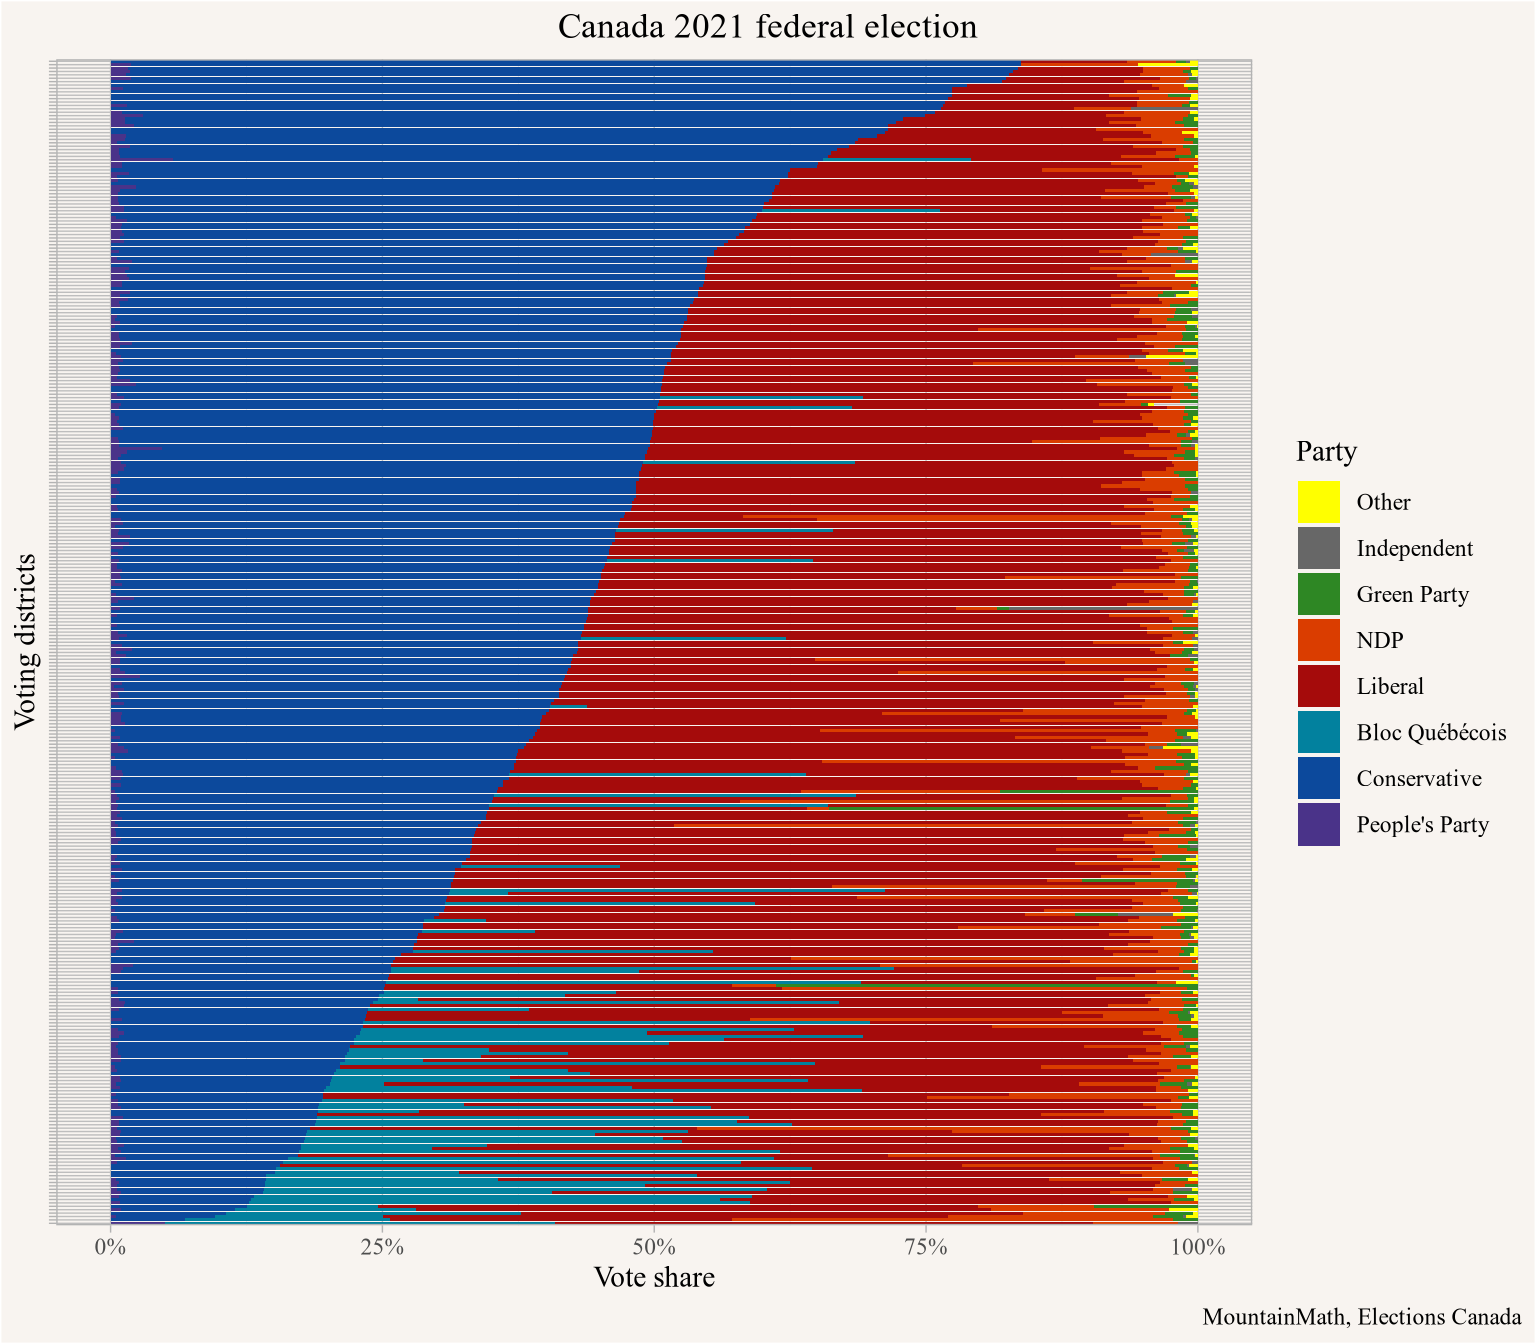 Canada 2021 federal election
Voting districts
Party
Other
Independent
Green Party
NDP
Liberal
Bloc Québécois
Conservative
People's Party
0%
25%
50%
75%
100%
Vote share
MountainMath, Elections Canada